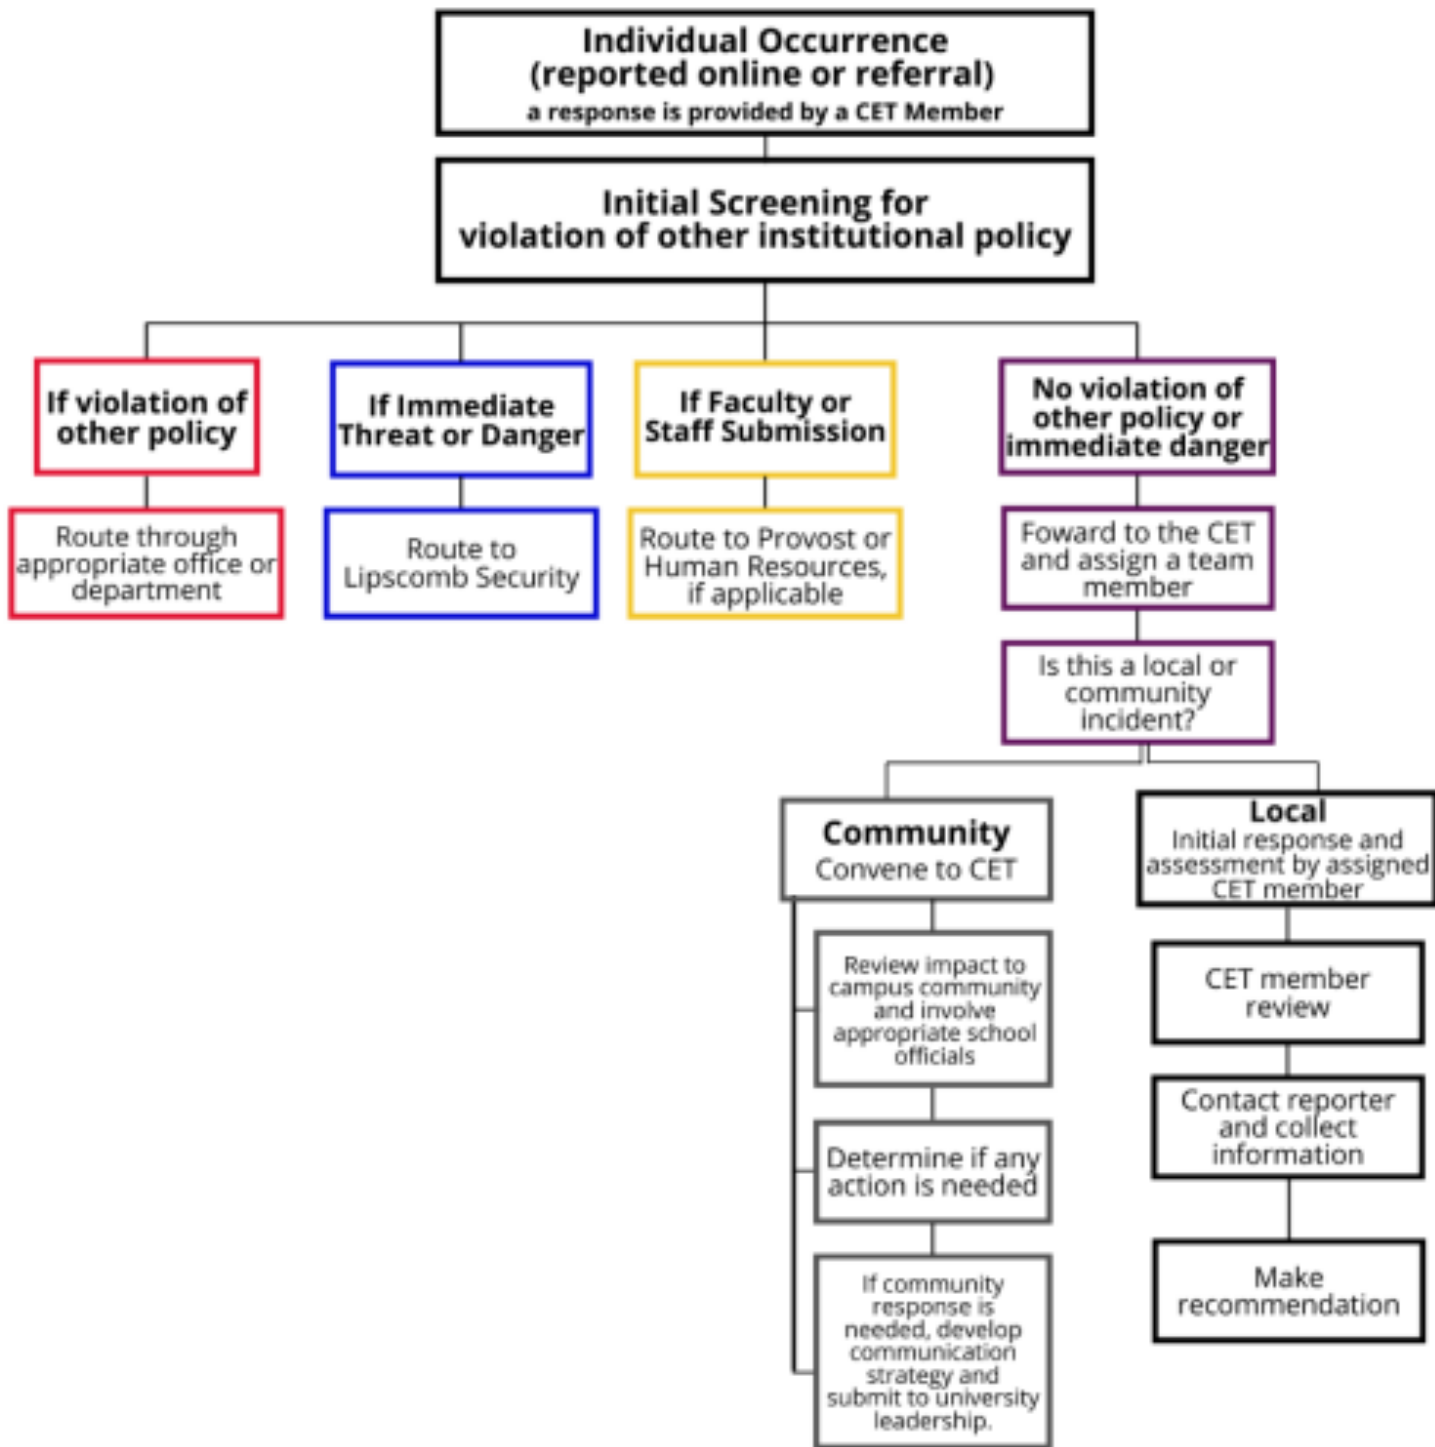 Individual Occurrence
(reported online or referral)
a response is provided by a CET Member
Initial Screening for
violation of other institutional policy
If violation of
other policy
If Immediate
Threat or Danger
If Faculty or
Staff Submission
No violation of
other policy or
immediate danger
Route through
appropriate office or
department
Route to
Lipscomb Security
Route to Provost or
Human Resources,
if applicable
Foward to the CET
and assign a team
member
Is this a local or
community
incident?
Community
Convene to CET
Review impact to
campus community
and involve
appropriate school
officials
Determine if any
action is needed
If community
response is
needed, develop
communication
strategy and
submit to university
leadership.
Local
Initial response and
assessment by assigned
CET member
CET member
review
Contact reporter
and collect
information
Make
recommendation